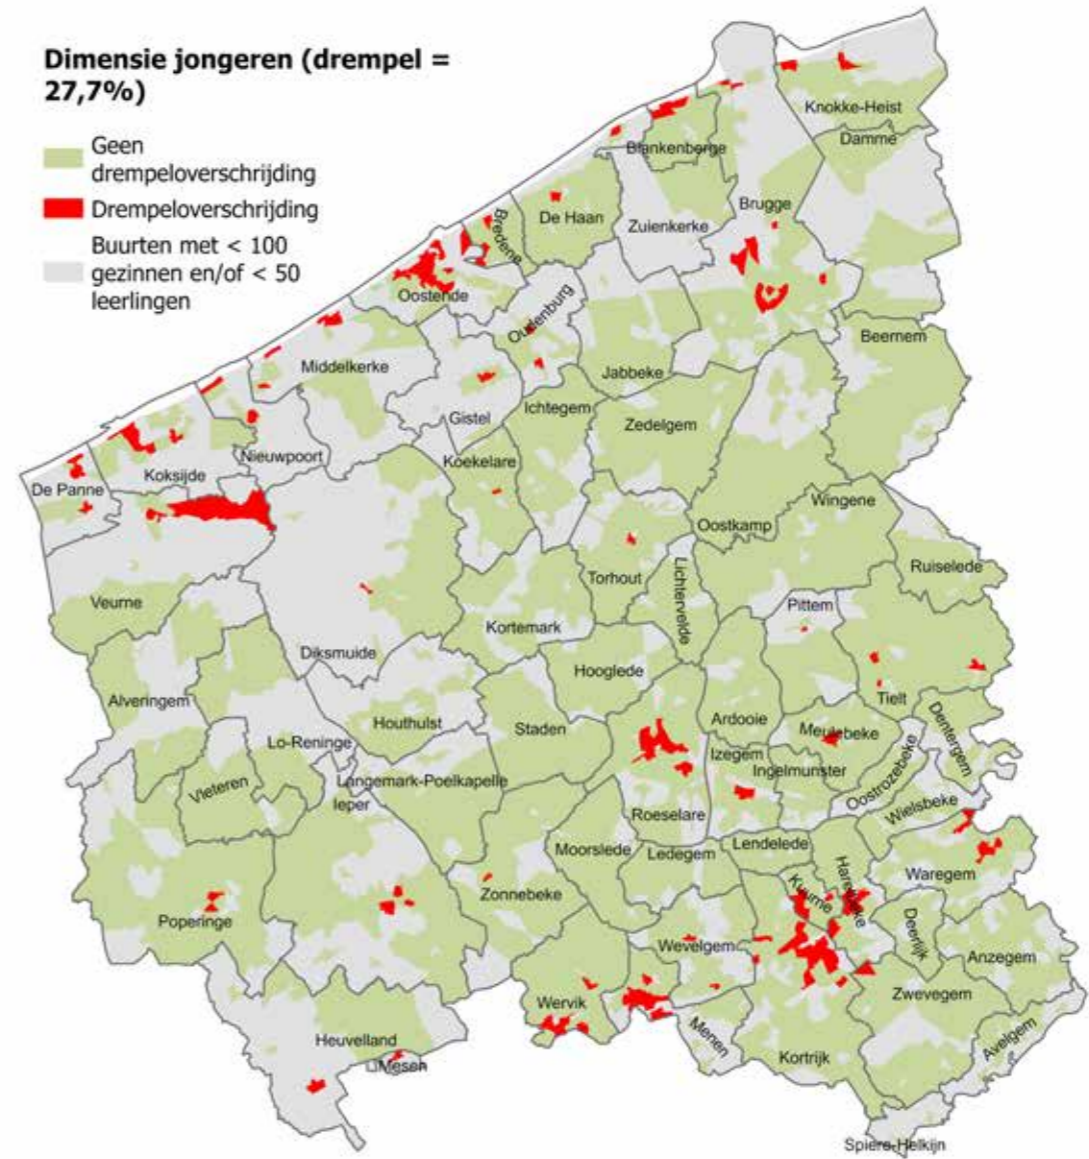 Dimensie jongeren (drempel =
27,7%)
Geen
drempeloverschrijding
Drempeloverschrijding
Buurten met < 100
gezinnen en/of < 50
leerlingen
Knokke-Heist
Damme
Blankenberge
Brugge
De Haan
Zuienkerke
Bredene
Oostende
Oudenburg
Beernem
Middelkerke
Jabbeke
Gistel
Ichtegem
Zedelgem
Nieuwpoort
Koekelare
Koksijde
De Panne
Wingene
Oostkamp
Ruiselede
Torhout
Lichtervelde
Veurne
Pittem
Kortemark
Diksmuide
Hooglede
Alveringem
Tielt
Houthulst
Staden
Ardooie
Meulebeke
Dentergem
Lo-Reninge
Izegem
Ingelmunster
Oostrozebeke
Langemark-Poelkapelle
Vleteren
Ieper
Wielsbeke
Roeselare
Lendelede
Moorslede
Ledegem
Harelbeke
Waregem
Kuurne
Zonnebeke
Poperinge
Deerlijk
Wevelgem
Anzegem
Zwevegem
Wervik
Heuvelland
Menen
Avelgem
Kortrijk
Mesen
Spiere-Helkijn